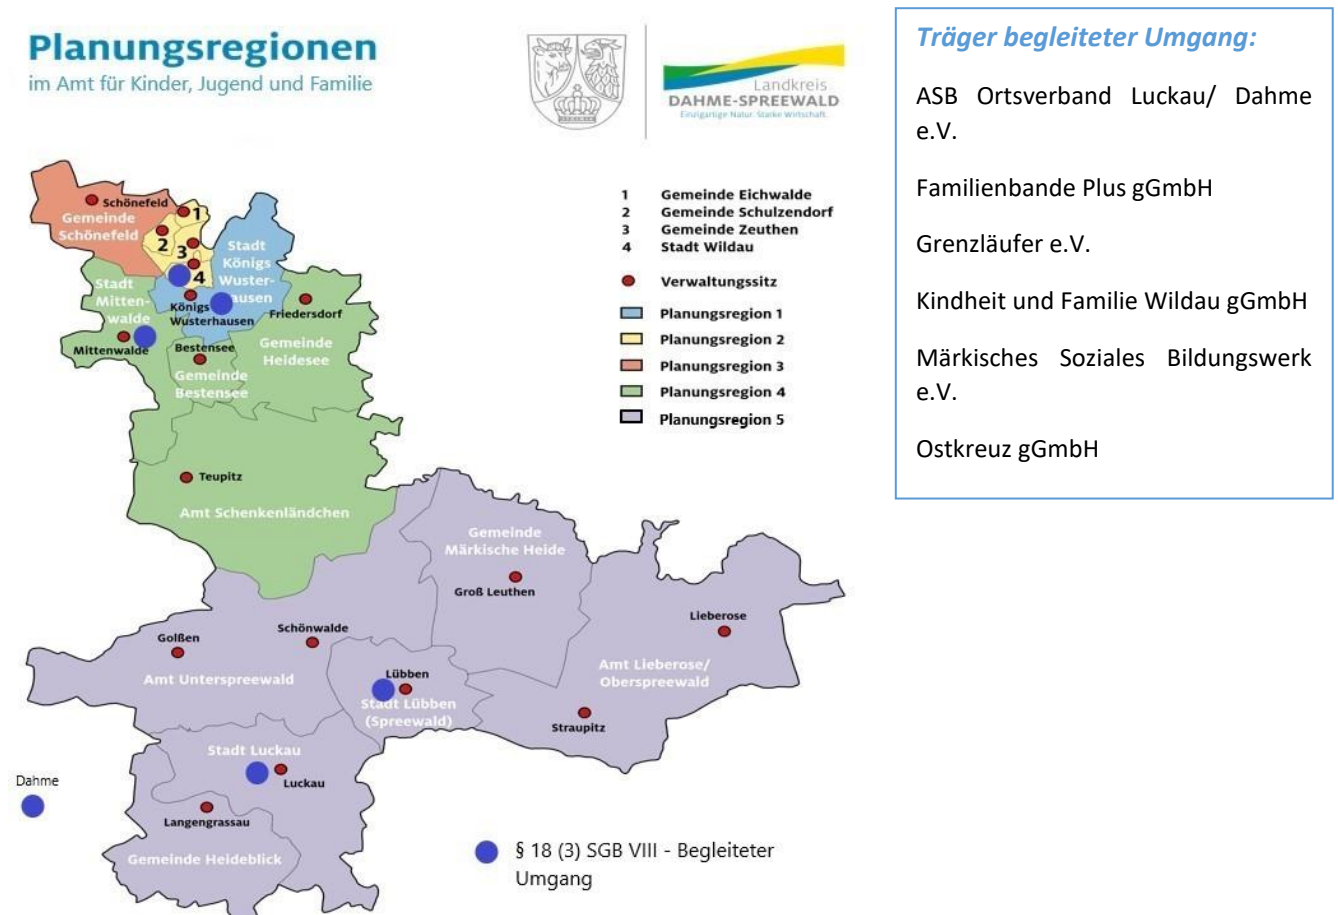 Planungsregionen
im Amt für Kinder, Jugend und Familie
Landkreis
DAHME-SPREEWALD
Einzigartige Natur. Starke Wirtschaft.
Träger begleiteter Umgang:
ASB Ortsverband Luckau/ Dahme
e.V.
Familienbande Plus gGmbH
Grenzläufer e.V.
Kindheit und Familie Wildau gGmbH
Märkisches Soziales Bildungswerk
e.V.
Ostkreuz gGmbH
1 Gemeinde Eichwalde
2 Gemeinde Schulzendorf
3 Gemeinde Zeuthen
4 Stadt Wildau
Verwaltungssitz
Planungsregion 1
Planungsregion 2
Planungsregion 3
Planungsregion 4
Planungsregion 5
Schönefeld
Gemeinde
Schönefeld
1
2
3
4
Stadt
Königs
Wuster-
hausen
Stadt
Mitten-
walde
Königs
Wusterhausen
Friedersdorf
Mittenwalde
Bestensee
Gemeinde
Heidesee
Gemeinde
Bestensee
Teupitz
Amt Schenkenländchen
Gemeinde
Märkische Heide
Groß Leuthen
Lieberose
Schönwalde
Golßen
Amt Unterspreewald
Amt Lieberose/
Oberspreewald
Lübben
Stadt Lübben
(Spreewald)
Straupitz
Stadt Luckau
Luckau
Dahme
Langengrassau
Gemeinde Heideblick
§ 18 (3) SGB VIII - Begleiteter
Umgang